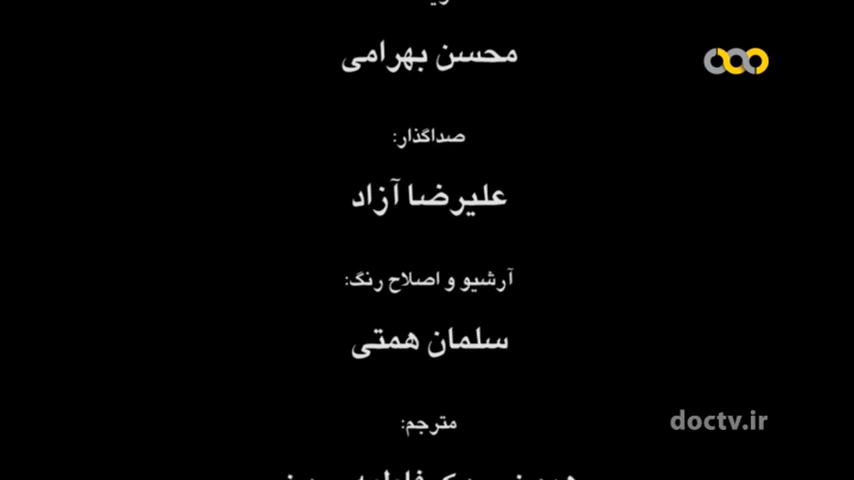 محسن بهرامی
صداگذار:
علیرضا آزاد
آرشیو و اصلاح رنگ:
سلمان همتی
مترجم:
doctv.ir